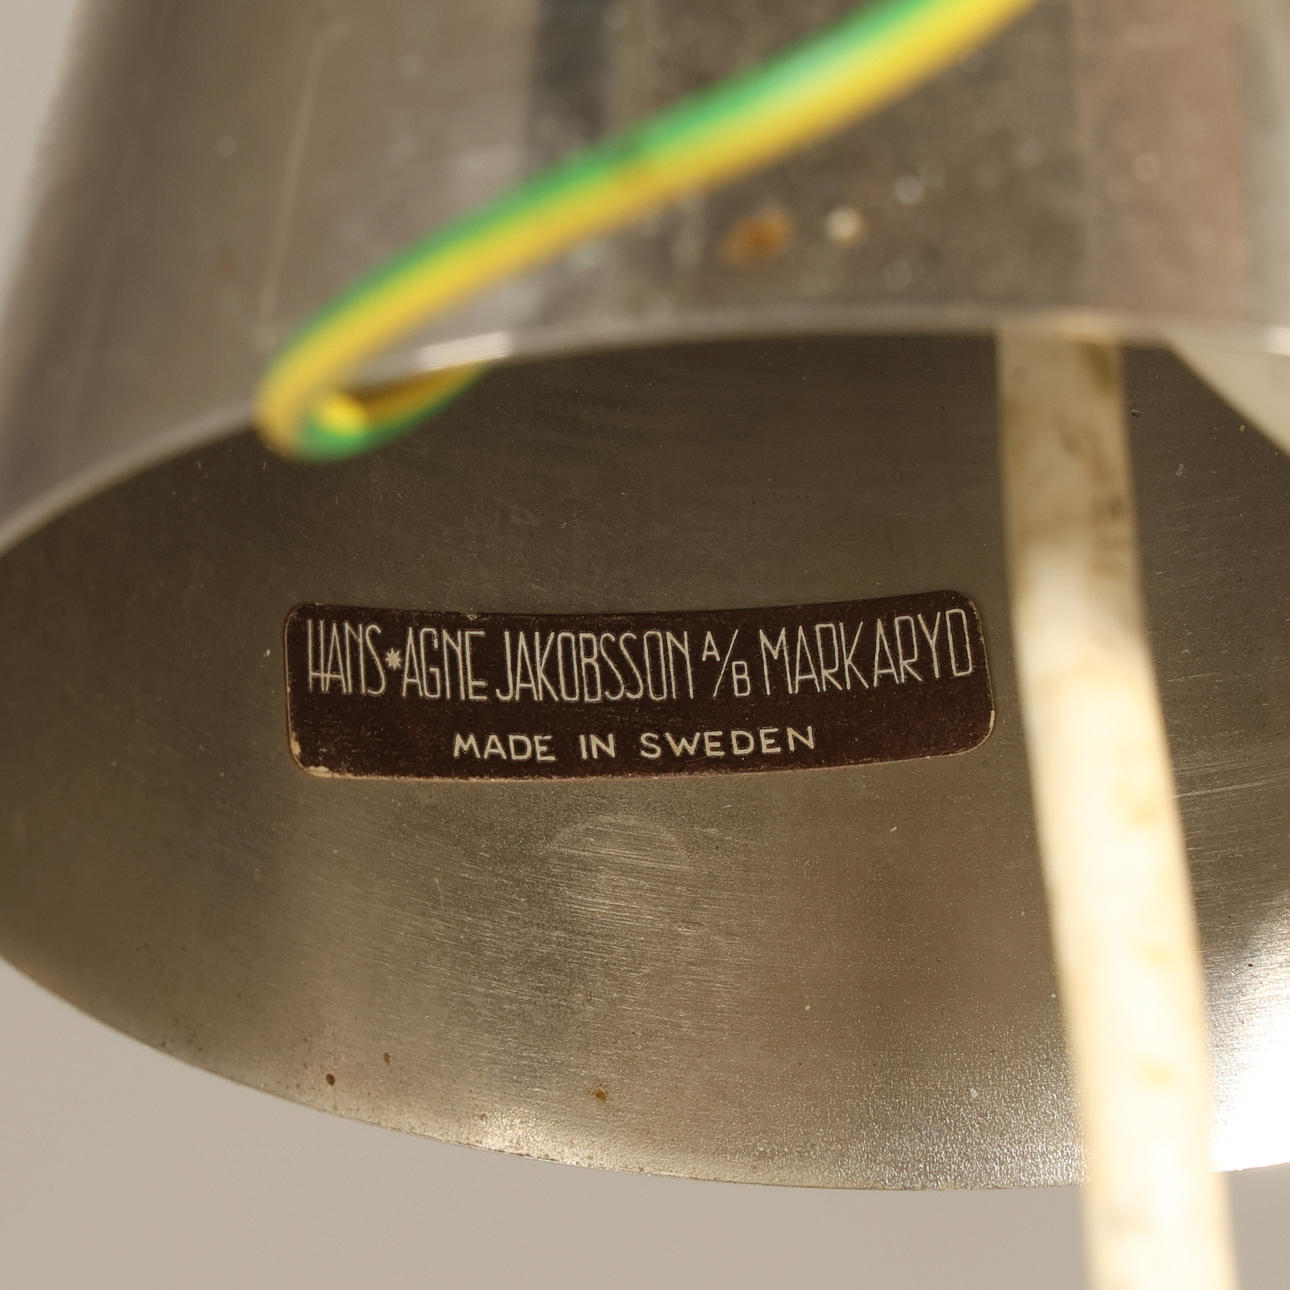 HANS*AGNE JAKOBSSON A/B MARKARYD
MADE IN SWEDEN